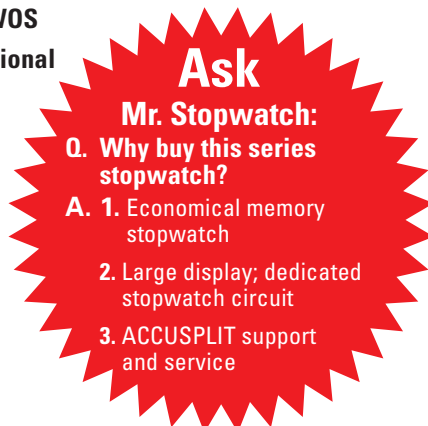 VOS
ional
Ask
Mr. Stopwatch:
Q. Why buy this series
stopwatch?
A. 1. Economical memory
stopwatch
2. Large display; dedicated
stopwatch circuit
3. ACCUSPLIT support
and service